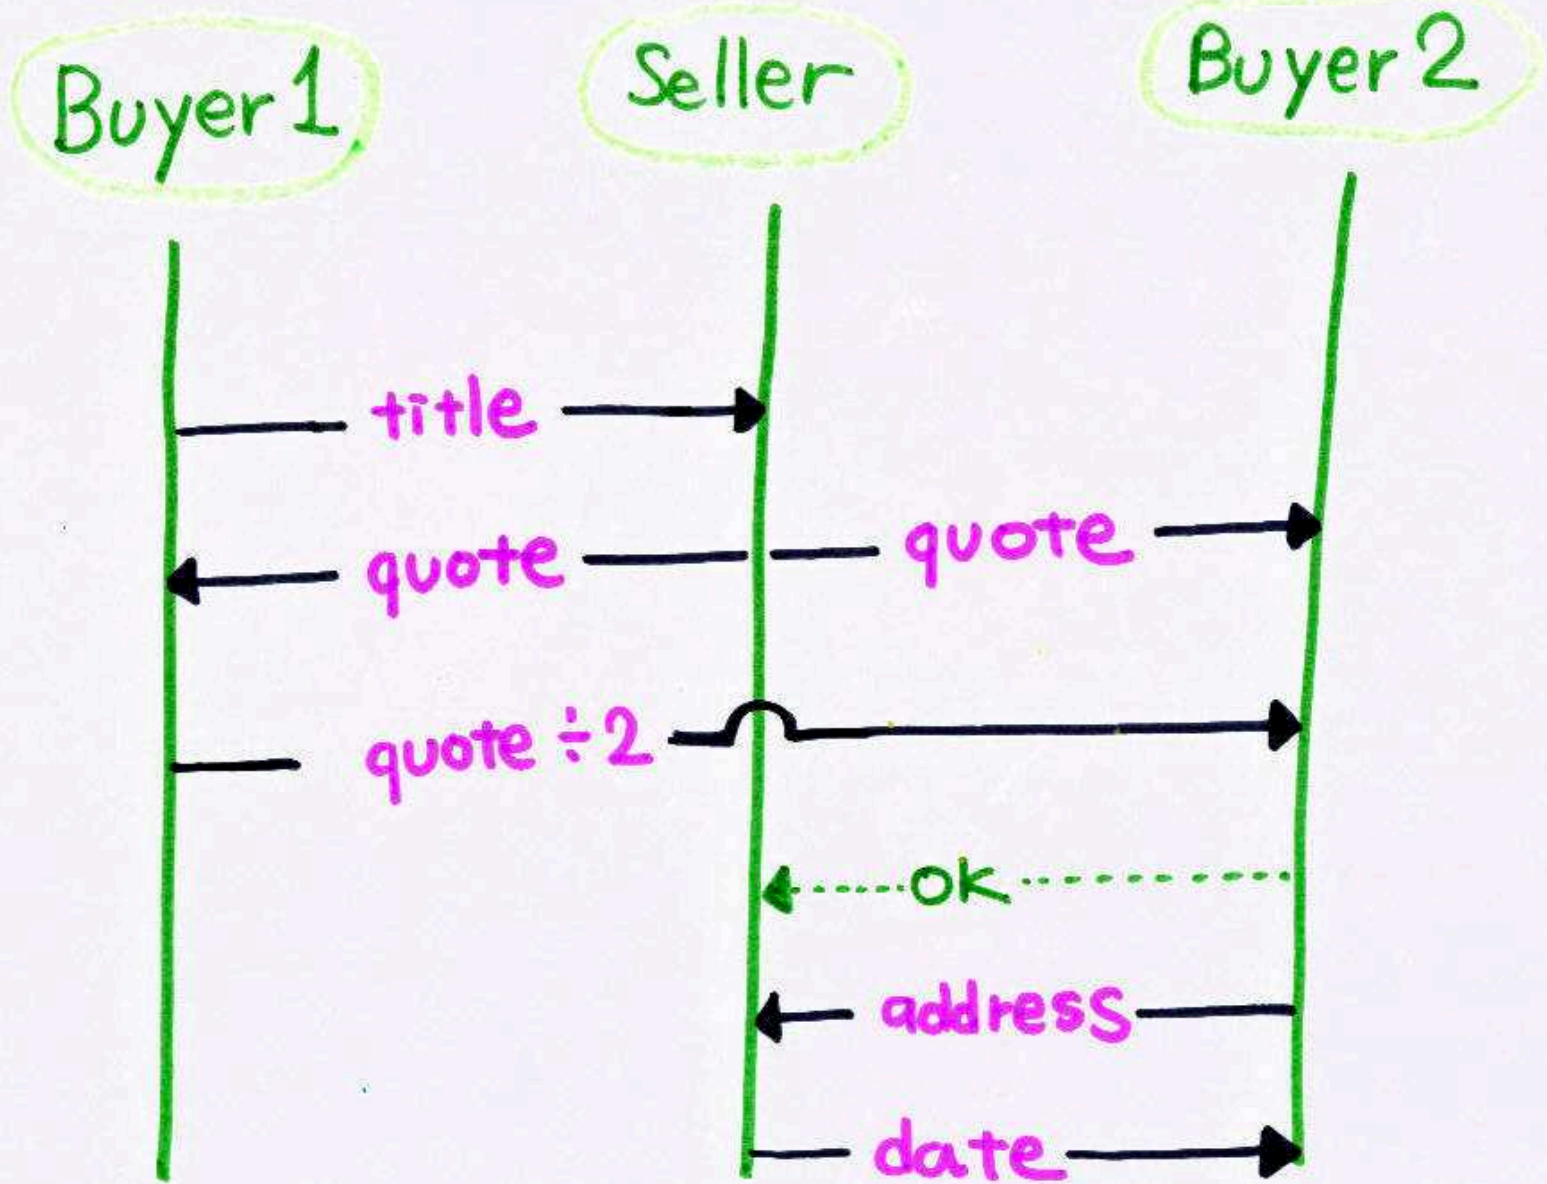 Buyer 1
Seller
Buyer 2
title
quote
quote
quote ÷ 2
ok
address
date